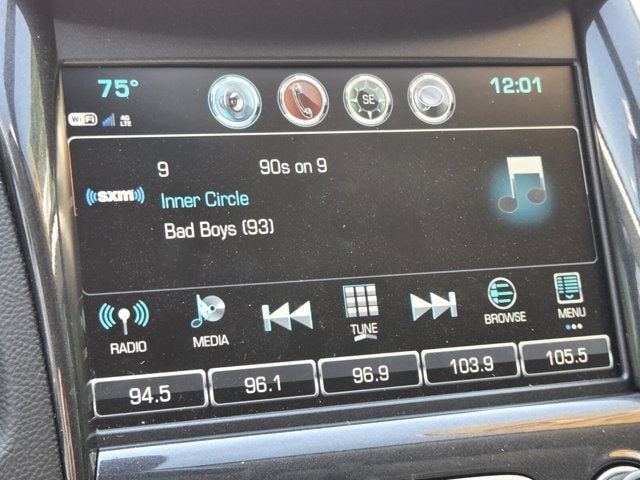 75°
SE
12:01
WiFi
4G
LTE
9 90s on 9
((sxm))
Inner Circle
Bad Boys (93)
RADIO
MEDIA
TUNE
BROWSE
MENU
94.5
96.1
96.9
103.9
105.5